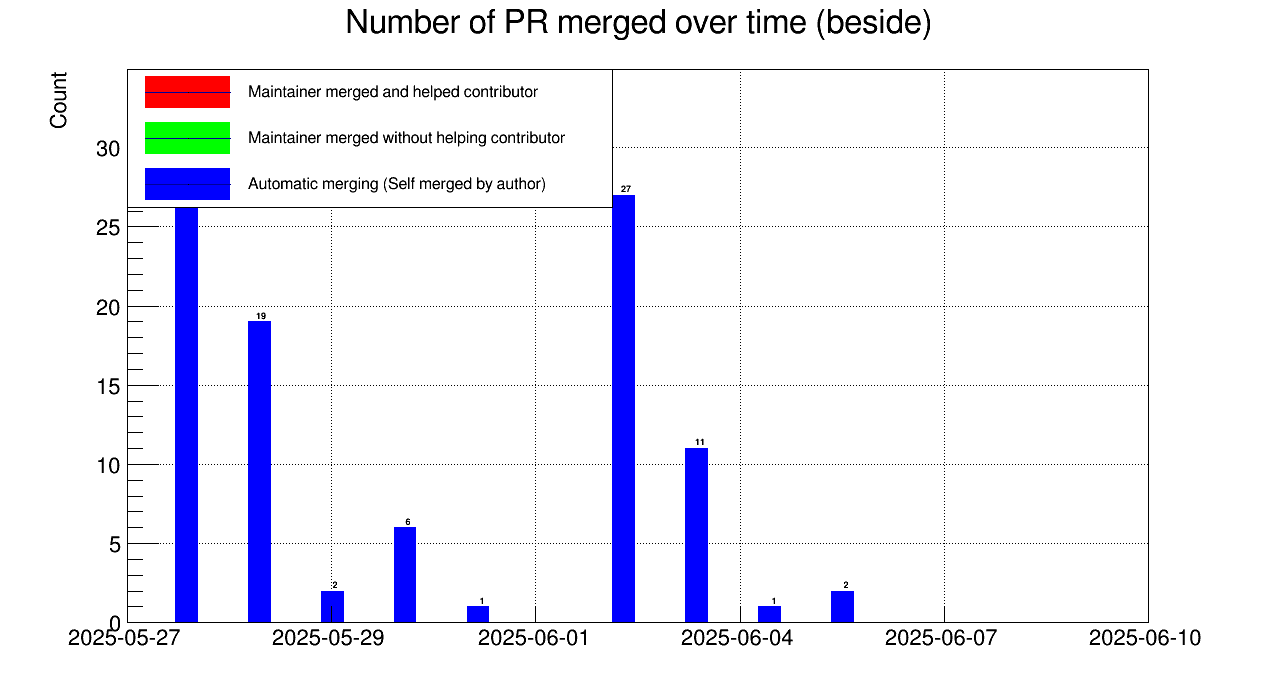 Number of PR merged over time (beside)
Count
Maintainer merged and helped contributor
Maintainer merged without helping contributor
Automatic merging (Self merged by author)
30
25
20
15
10
5
0
27
19
11
6
2
2
1
1
2025-05-27 2025-05-29 2025-06-01 2025-06-04 2025-06-07 2025-06-10